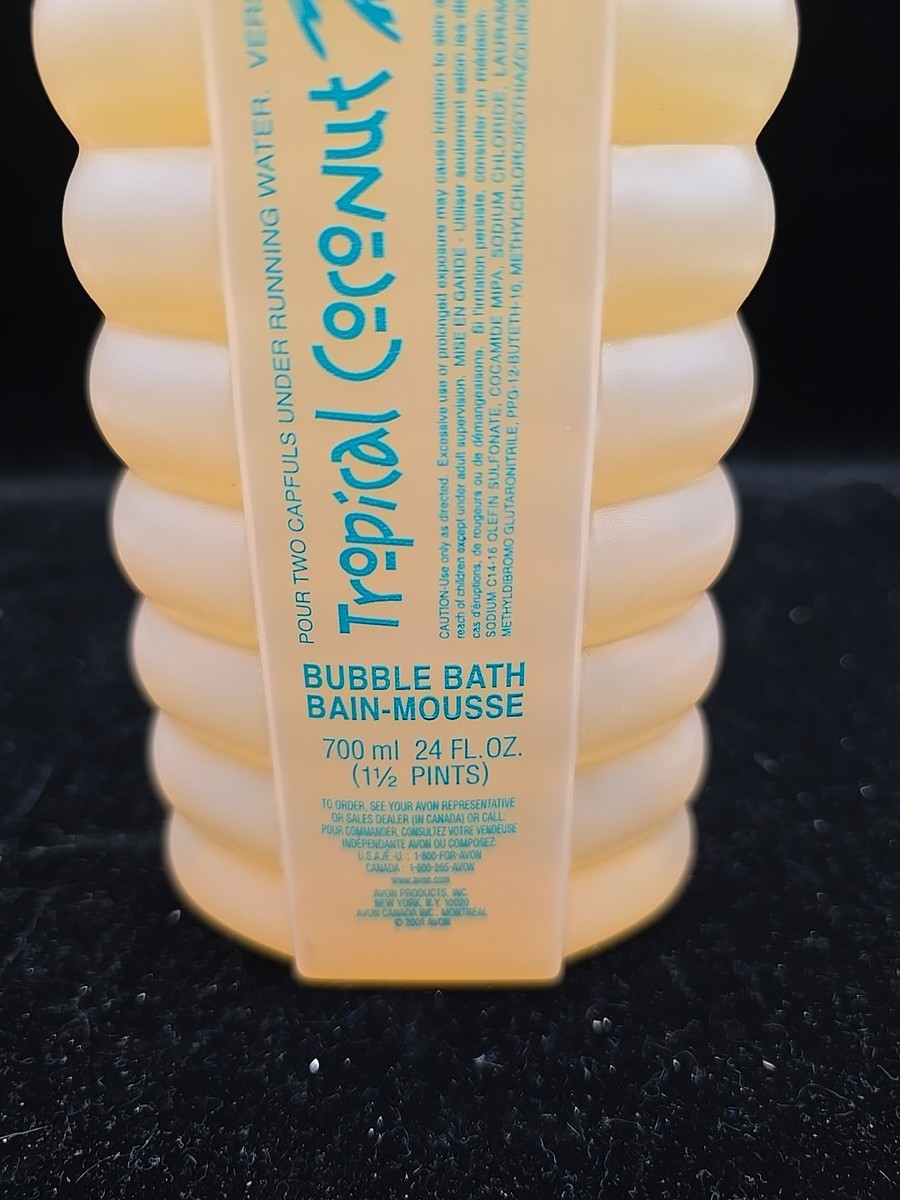 POUR TWO CAPFULS UNDER RUNNING WATER. VERS
Tropical Coconut
CAUTION-Use only as directed. Excessive use or prolonged exposure may cause irritation to skin
reach of children except under adult supervision. MISE EN GARDE - Utiliser seulement selon les
cas d'éruptions, de rougeurs ou de démangeaisons. Si l'irritation persiste, consulter un médecin.
SODIUM C14-16 OLEFIN SULFONATE, COCAMIDE MIPA, SODIUM CHLORIDE, LAURAM
METHYLDIBROMO GLUTARONITRILE, PPG-12-BUTETH-16, METHYLCHLOROISOTHIAZOLINO
BUBBLE BATH
BAIN-MOUSSE
700 ml 24 FL.OZ.
(1½ PINTS)
TO ORDER, SEE YOUR AVON REPRESENTATIVE
OR SALES DEALER (IN CANADA) OR CALL:
POUR COMMANDER, CONSULTEZ VOTRE VENDEUSE
INDÉPENDANTE AVON OU COMPOSEZ:
U.S.A./É.-U. : 1-800-FOR-AVON
CANADA : 1-800-265-AVON
www.avon.com
AVON PRODUCTS, INC.
NEW YORK, N.Y. 10020
AVON CANADA INC., MONTRÉAL
© 2001 AVON